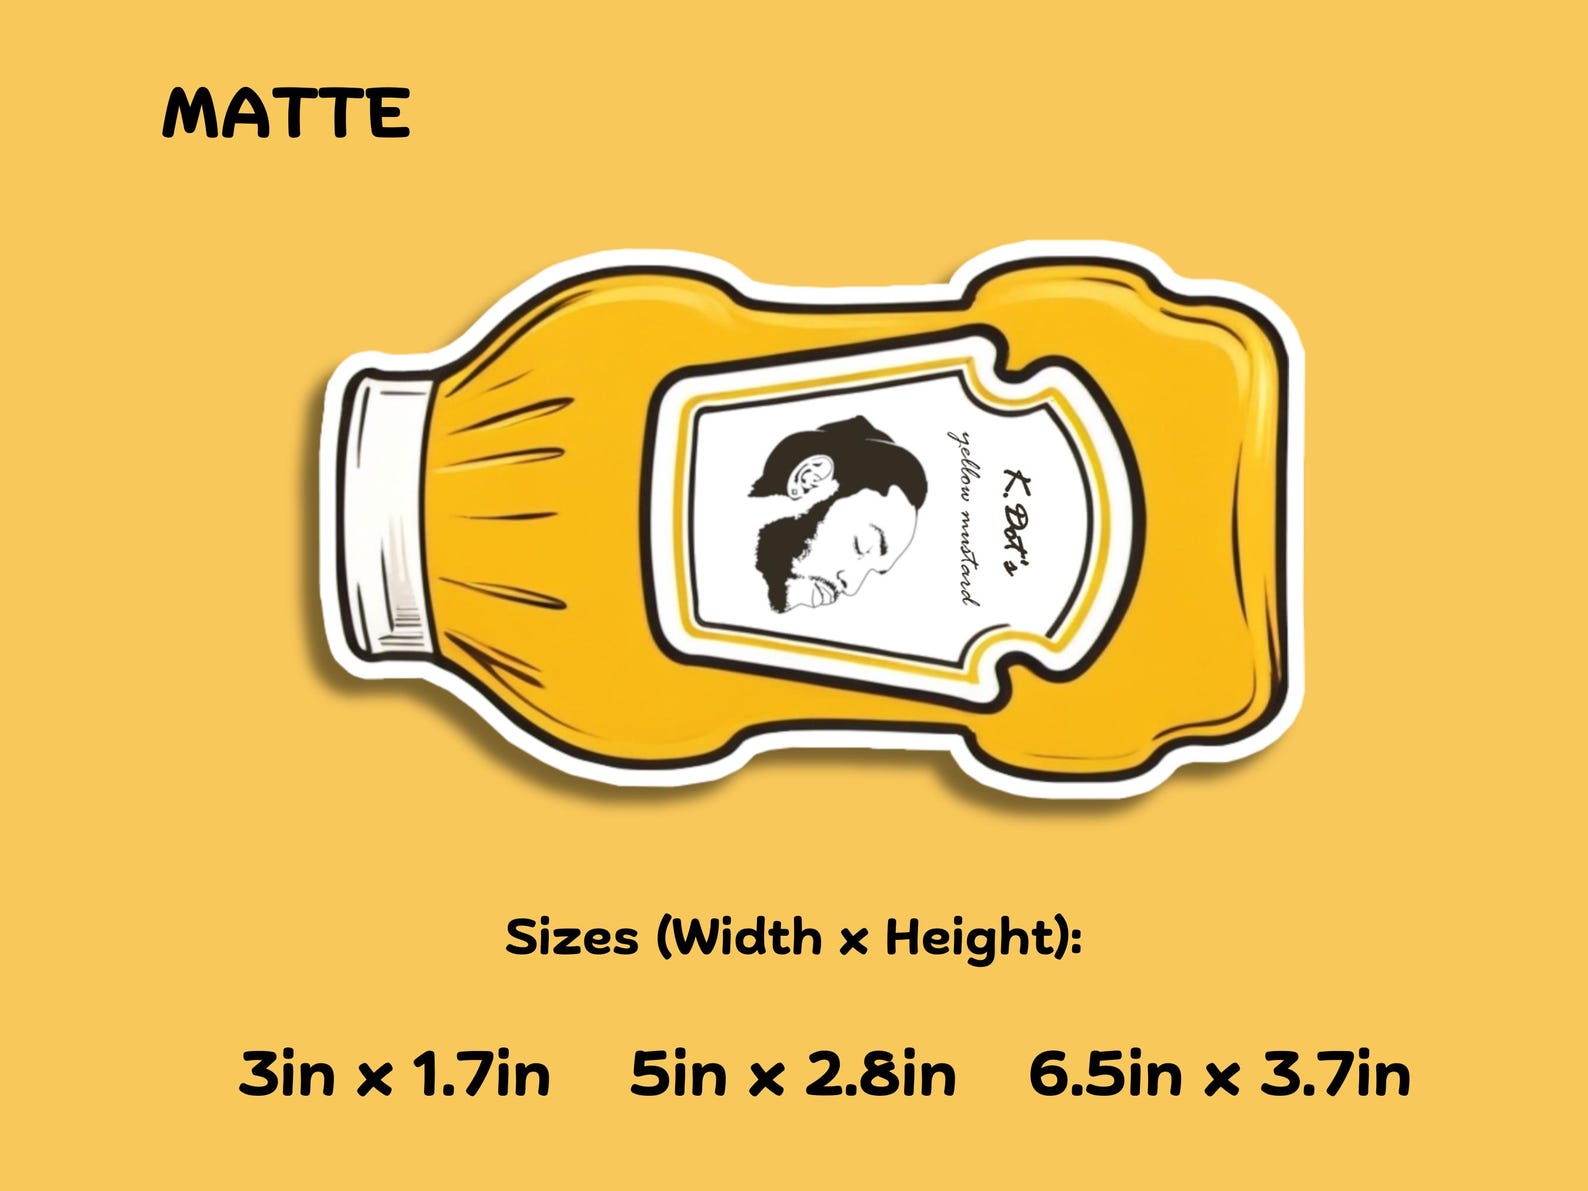 MATTE
K.Dot's
yellow mustard
Sizes (Width x Height):
3in x 1.7in 5in x 2.8in 6.5in x 3.7in